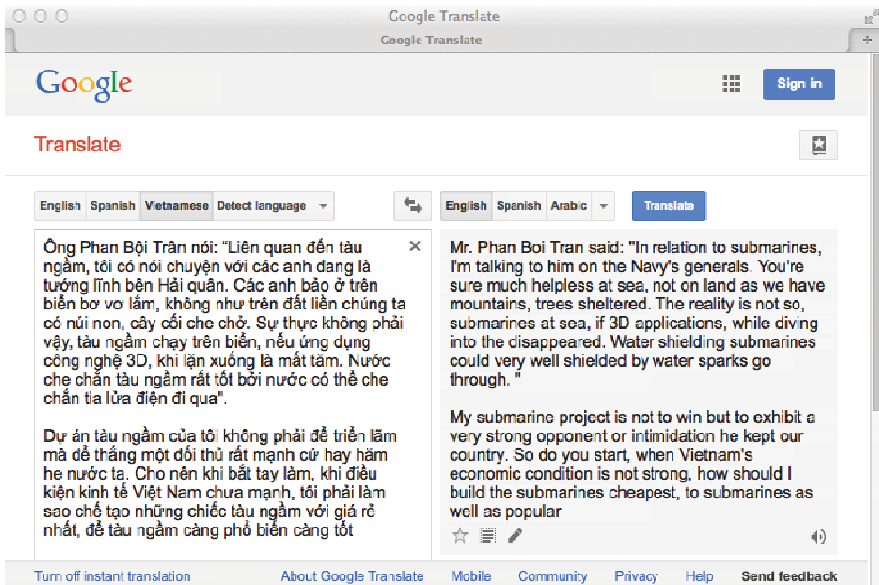 Google Translate
Google Translate
Google
Sign in
Translate
English Spanish Vietnamese Detect language
English Spanish Arabic Translate
Ông Phan Bội Trân nói: “Liên quan đến tàu
ngầm, tôi có nói chuyện với các anh đang là
tướng lĩnh bên Hải quân. Các anh bảo ở trên
biển bơ vơ lắm, không như trên đất liền chúng ta
có núi non, cây cối che chở. Sự thực không phải
vậy, tàu ngầm chạy trên biển, nếu ứng dụng
công nghệ 3D, khi lặn xuống là mất tăm. Nước
che chắn tàu ngầm rất tốt bởi nước có thể che
chắn tia lửa điện đi qua".
Dự án tàu ngầm của tôi không phải để triển lãm
mà để thắng một đối thủ rất mạnh cứ hay hăm
he nước ta. Cho nên khi bắt tay làm, khi điều
kiện kinh tế Việt Nam chưa mạnh, tôi phải làm
sao chế tạo những chiếc tàu ngầm với giá rẻ
nhất, để tàu ngầm càng phổ biến càng tốt
Mr. Phan Boi Tran said: "In relation to submarines,
I'm talking to him on the Navy's generals. You're
sure much helpless at sea, not on land as we have
mountains, trees sheltered. The reality is not so,
submarines at sea, if 3D applications, while diving
into the disappeared. Water shielding submarines
could very well shielded by water sparks go
through. "
My submarine project is not to win but to exhibit a
very strong opponent or intimidation he kept our
country. So do you start, when Vietnam's
economic condition is not strong, how should I
build the submarines cheapest, to submarines as
well as popular
Turn off instant translation About Google Translate Mobile Community Privacy Help Send feedback